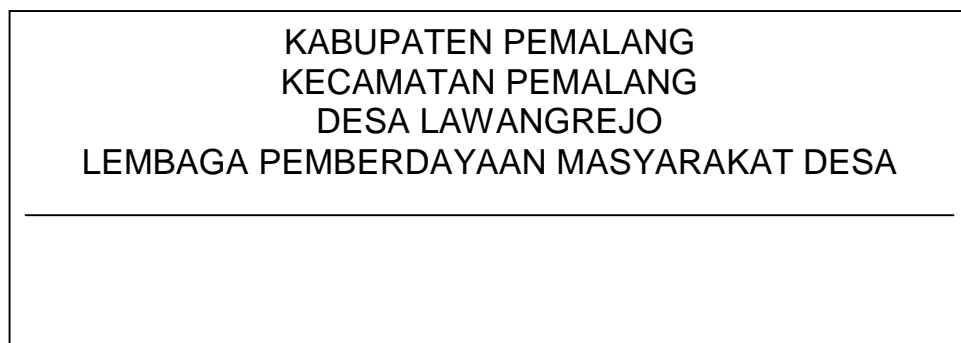 KABUPATEN PEMALANG
KECAMATAN PEMALANG
DESA LAWANGREJO
LEMBAGA PEMBERDAYAAN MASYARAKAT DESA